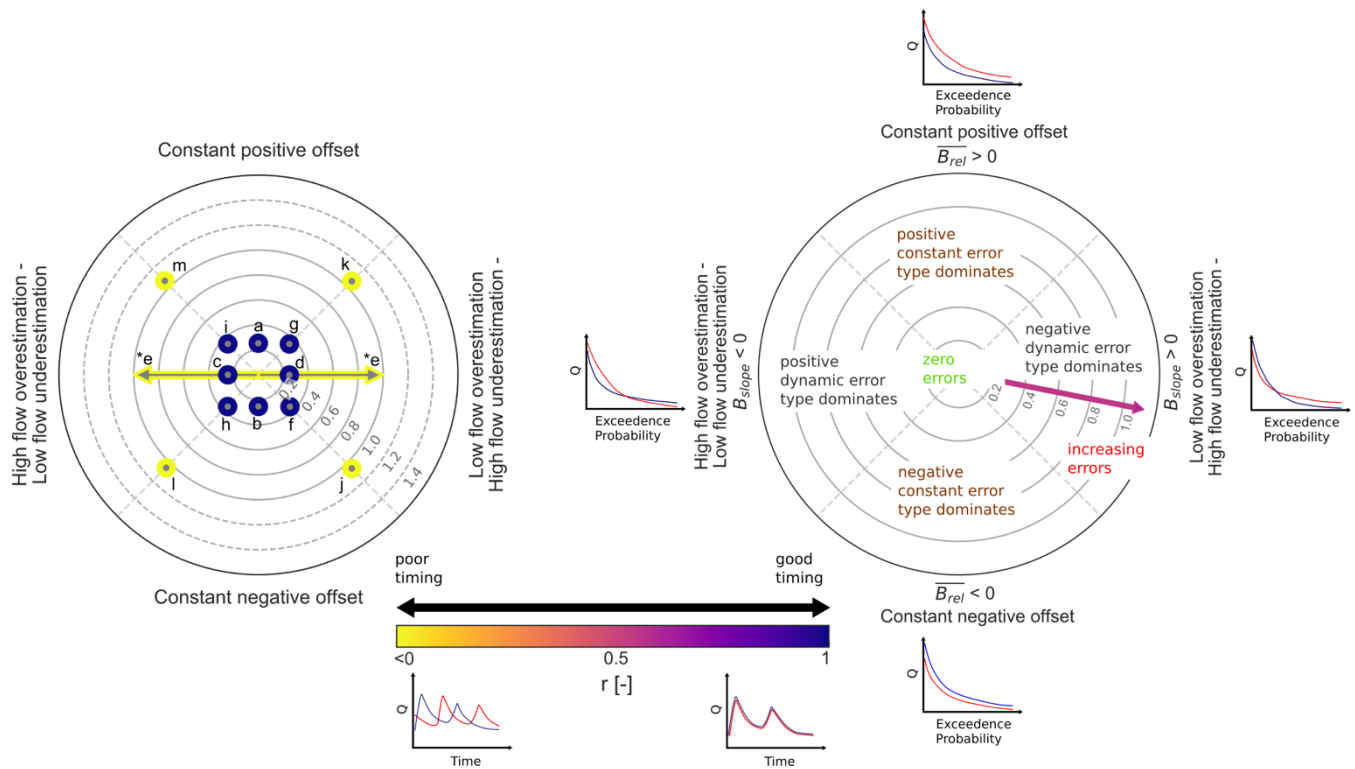 Q
Exceedence
Probability
Constant positive offset
B_rel > 0
Constant positive offset
High flow overestimation -
Low flow underestimation
m
k
i
a
g
*e
c
d
*e
h
b
f
l
j
0.2
0.4
0.6
0.8
1.0
1.2
1.4
Low flow overestimation -
High flow underestimation -
Constant negative offset
Q
Exceedence
Probability
High flow overestimation -
Low flow underestimation
B_slope < 0
positive
constant error
type dominates
positive
dynamic error
type dominates
zero
errors
negative
dynamic error
type dominates
0.2
0.4
0.6
0.8
1.0
increasing
errors
negative
constant error
type dominates
B_slope > 0
Low flow overestimation -
High flow underestimation -
Q
Exceedence
Probability
B_rel < 0
Constant negative offset
Q
Exceedence
Probability
poor
timing
good
timing
<0
0.5
1
r [-]
Q
Time
Q
Time